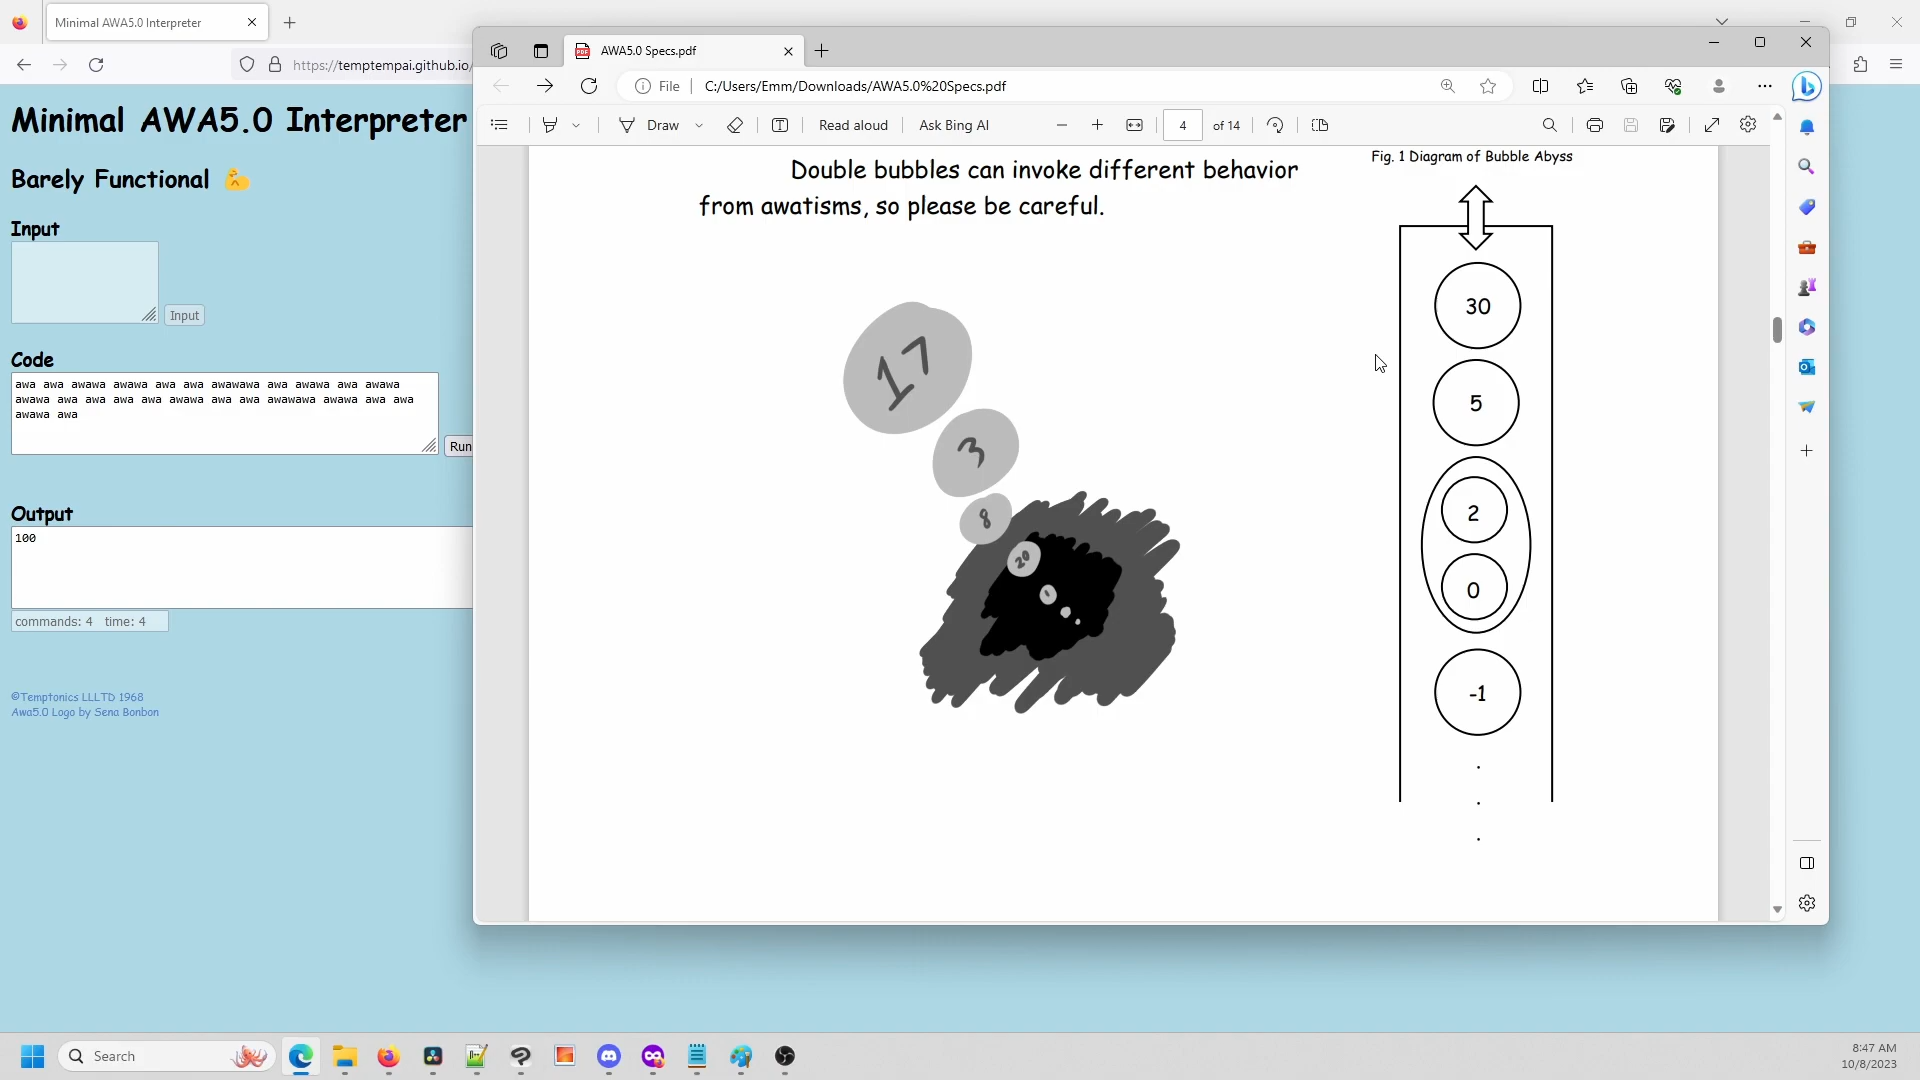 Minimal AWA5.0 Interpreter
https://temptempai.github.io/
Minimal AWA5.0 Interpreter
Barely Functional 💪
Input
Input
Code
awa awa awawa awawa awa awa awawawa awa awawa awa awawa
awawa awa awa awa awa awawa awa awa awawawa awawa awa awa
awawa awa
Run
Output
100
commands: 4 time: 4
©Temptonics LLLTD 1968
Awa5.0 Logo by Sena Bonbon
AWA5.0 Specs.pdf
File
C:/Users/Emm/Downloads/AWA5.0%20Specs.pdf
Draw
Read aloud
Ask Bing AI
4
of 14
Double bubbles can invoke different behavior
from awatisms, so please be careful.
17
3
8
20
Fig. 1 Diagram of Bubble Abyss
30
5
2
0
-1
.
.
.
Search
8:47 AM
10/8/2023